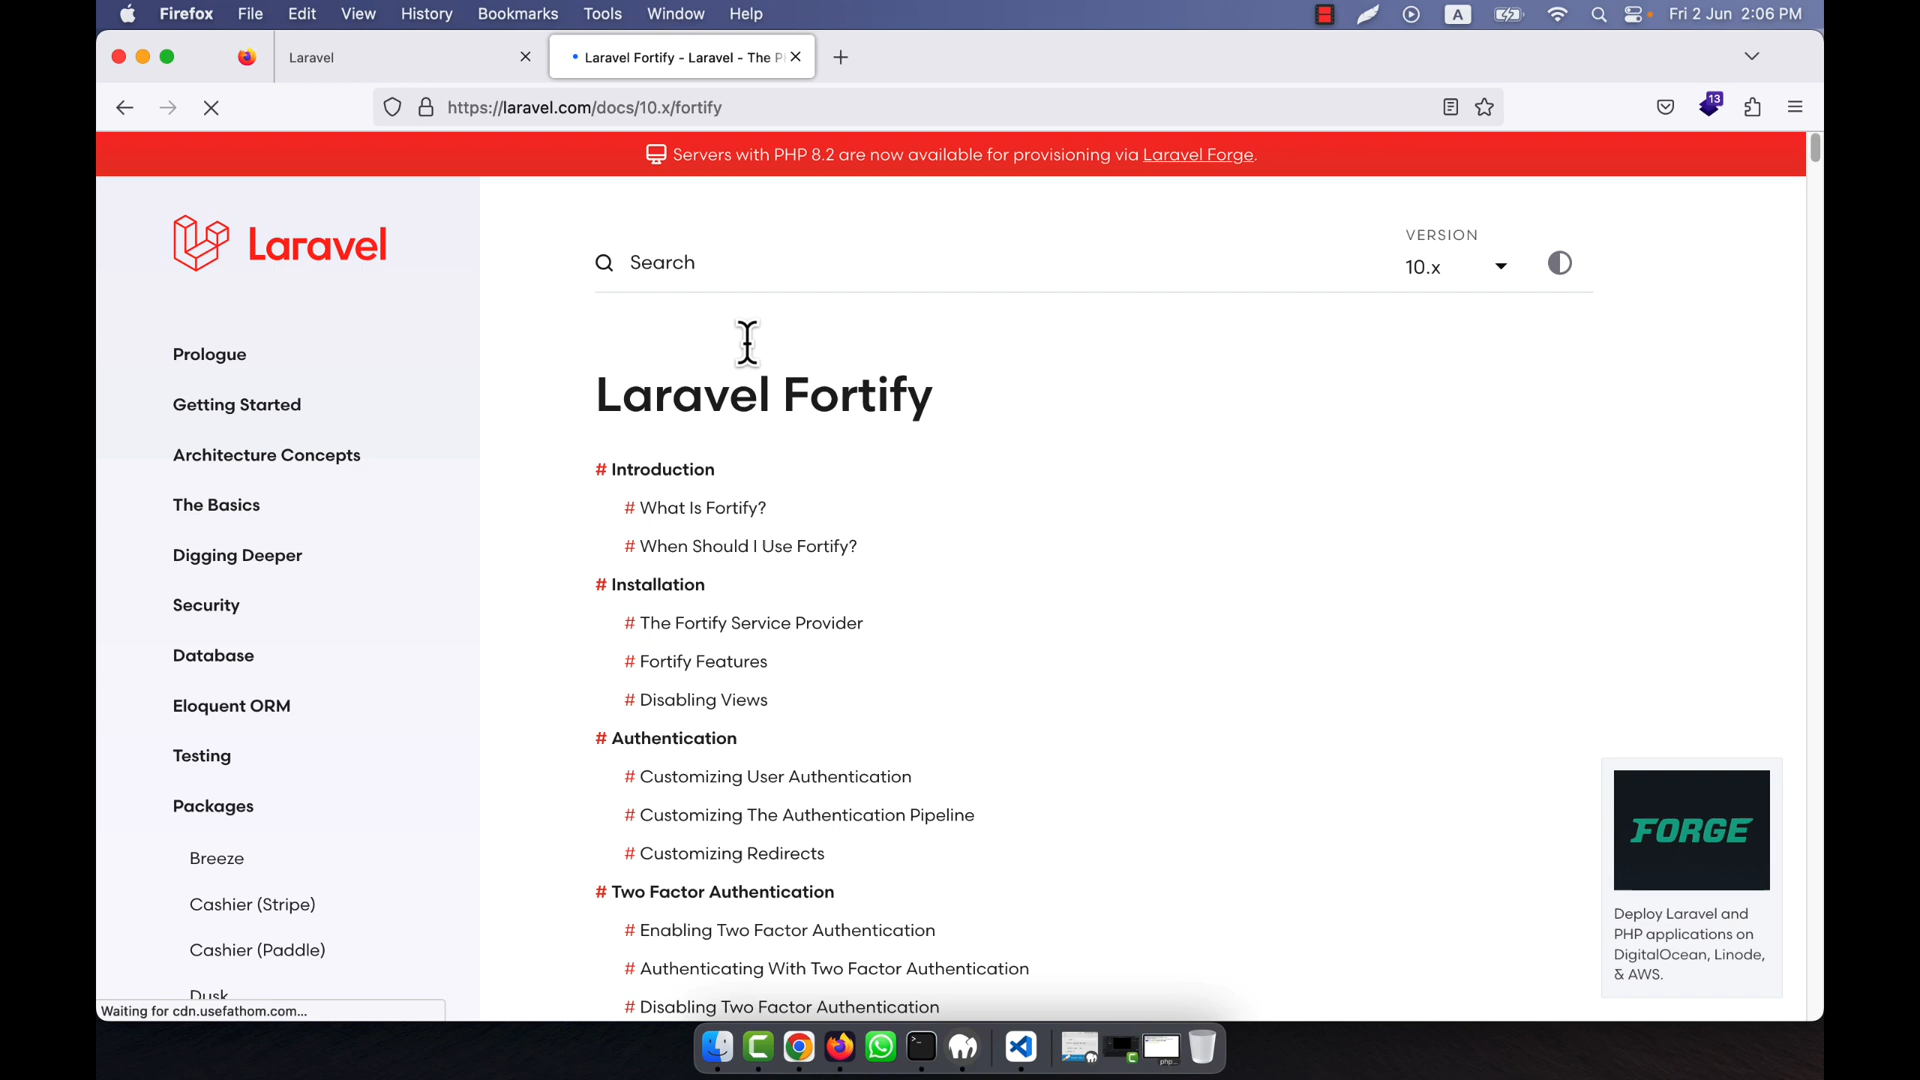 Firefox File Edit View History Bookmarks Tools Window Help
A
Fri 2 Jun 2:06 PM
Laravel
Laravel Fortify - Laravel - The P
https://laravel.com/docs/10.x/fortify
13
Servers with PHP 8.2 are now available for provisioning via Laravel Forge.
Laravel
Search
VERSION
10.x
Prologue
Getting Started
Architecture Concepts
The Basics
Digging Deeper
Security
Database
Eloquent ORM
Testing
Packages
Breeze
Cashier (Stripe)
Cashier (Paddle)
Dusk
Laravel Fortify
# Introduction
# What Is Fortify?
# When Should I Use Fortify?
# Installation
# The Fortify Service Provider
# Fortify Features
# Disabling Views
# Authentication
# Customizing User Authentication
# Customizing The Authentication Pipeline
# Customizing Redirects
# Two Factor Authentication
# Enabling Two Factor Authentication
# Authenticating With Two Factor Authentication
# Disabling Two Factor Authentication
FORGE
Deploy Laravel and
PHP applications on
DigitalOcean, Linode,
& AWS.
Waiting for cdn.usefathom.com...
php...